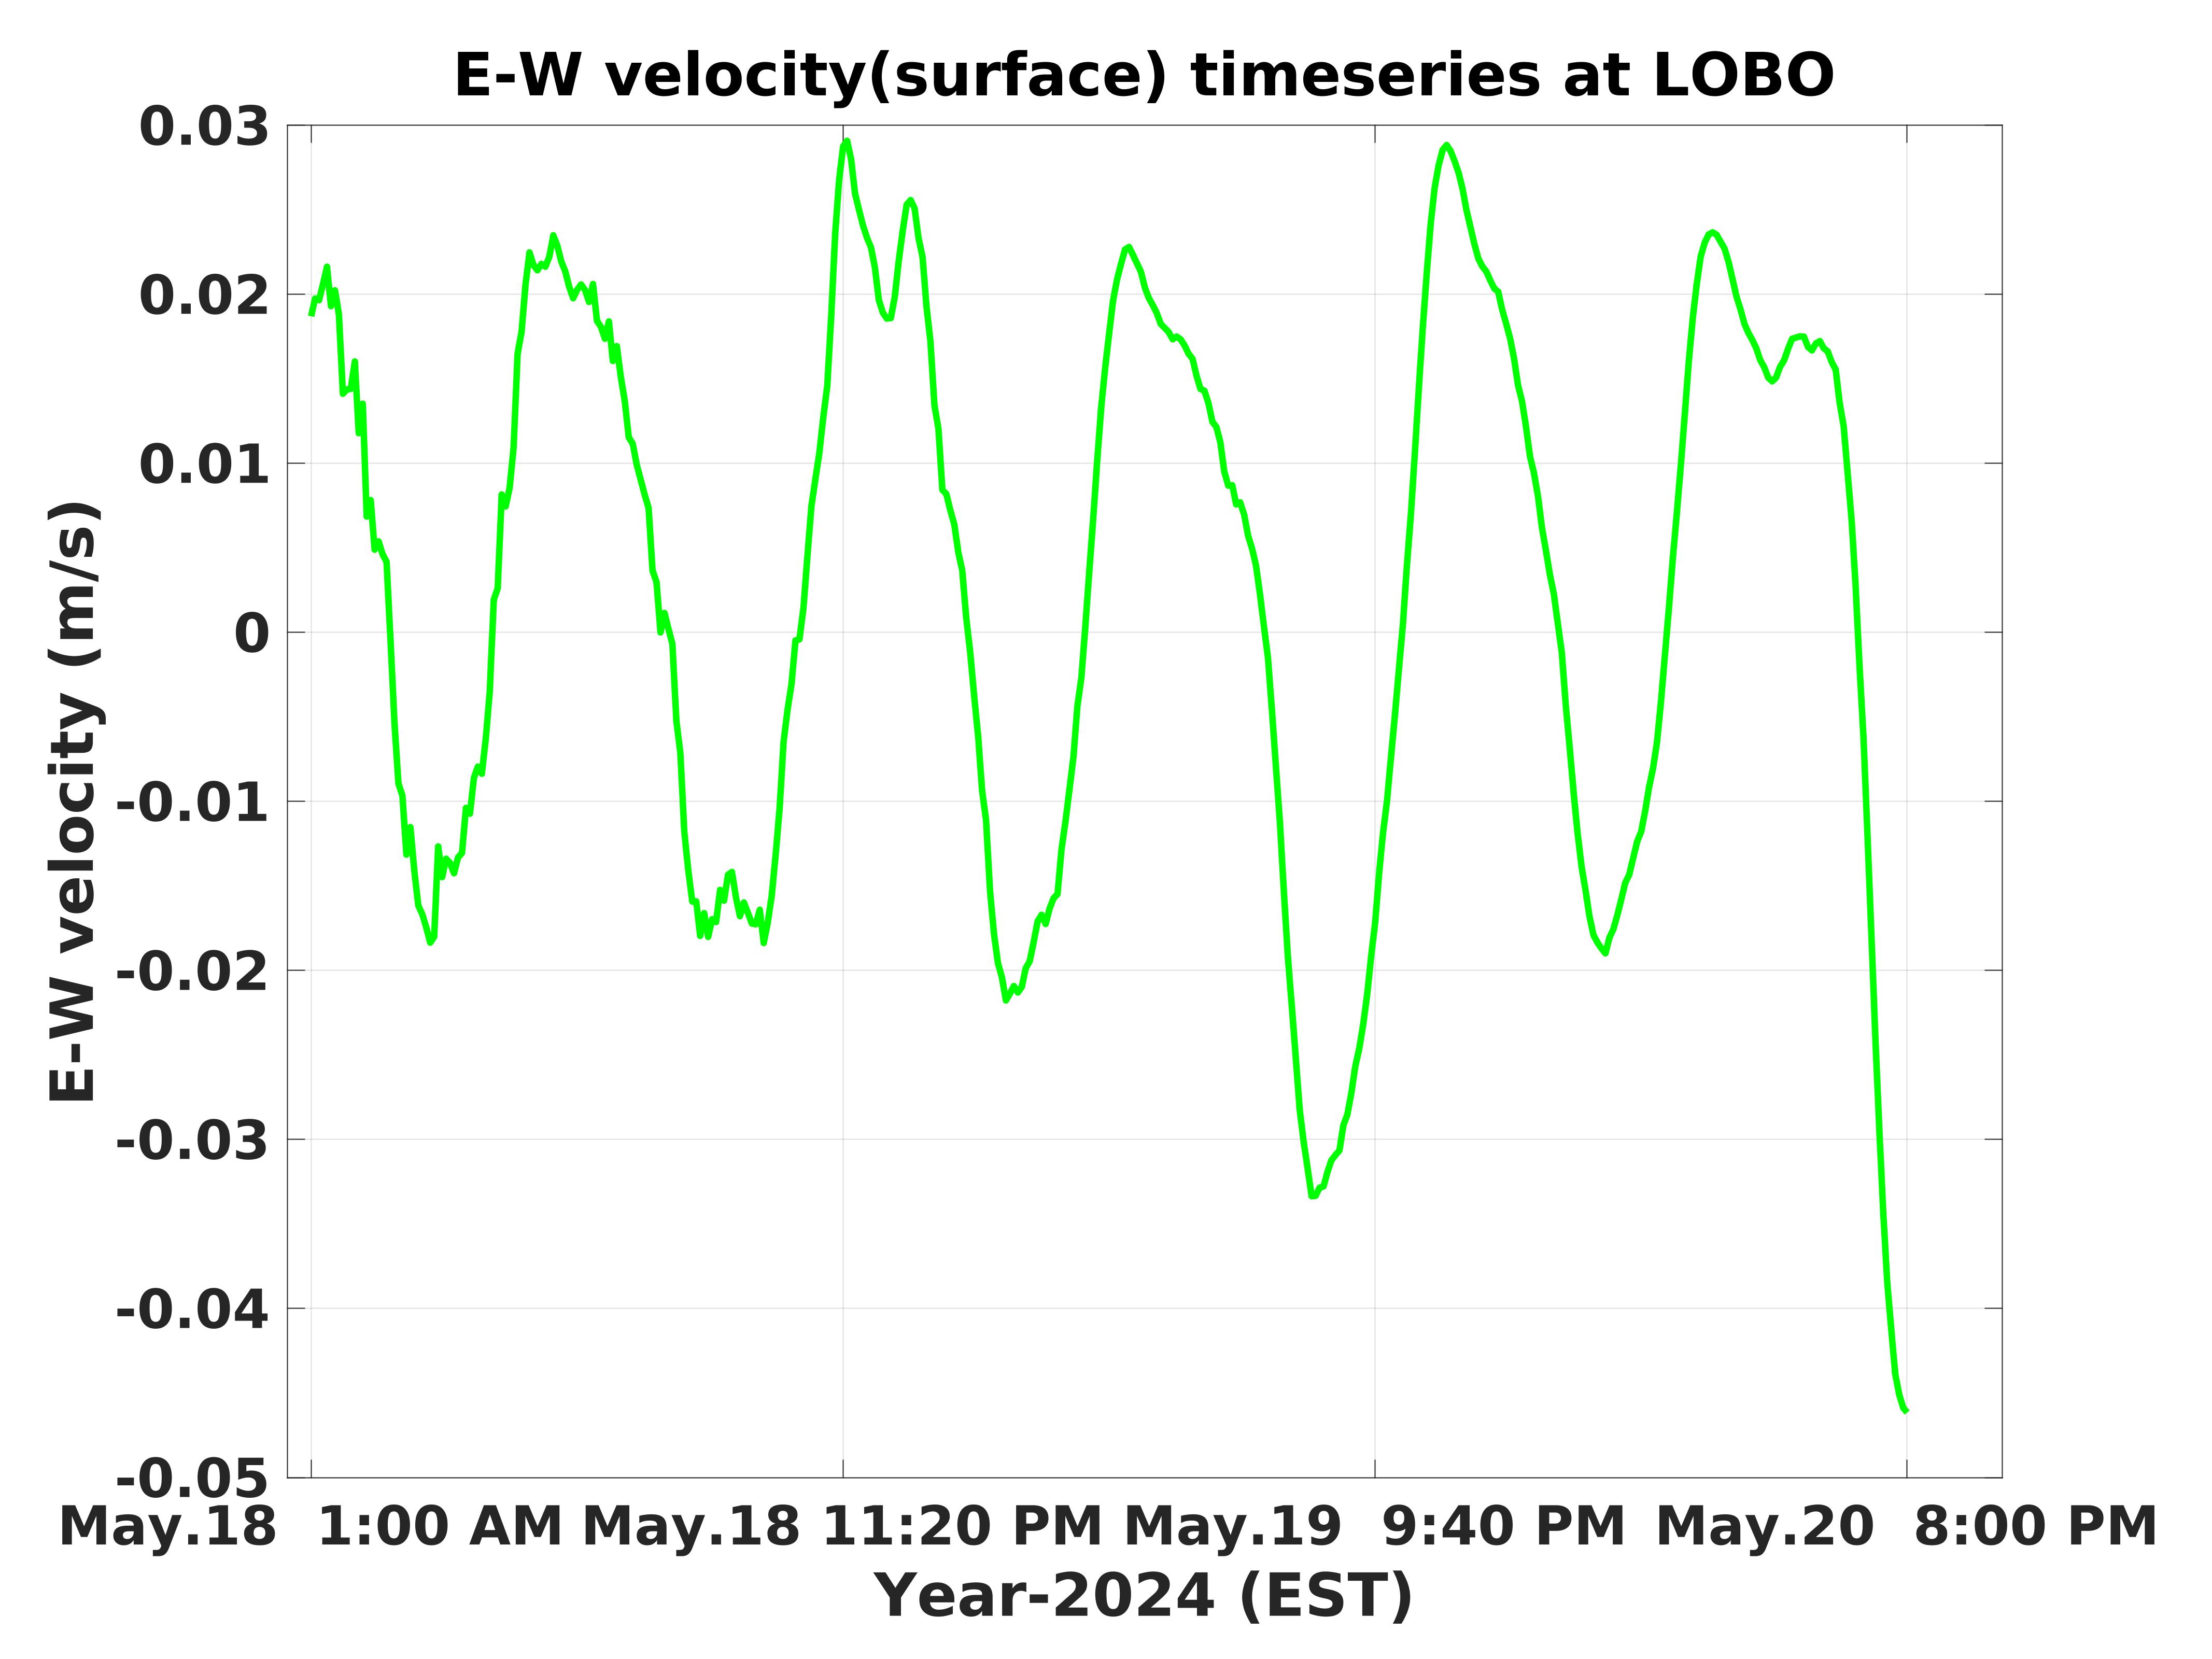 E-W velocity(surface) timeseries at LOBO
E-W velocity (m/s)
0.03
0.02
0.01
0
-0.01
-0.02
-0.03
-0.04
-0.05
May.18 1:00 AM May.18 11:20 PM May.19 9:40 PM May.20 8:00 PM
Year-2024 (EST)